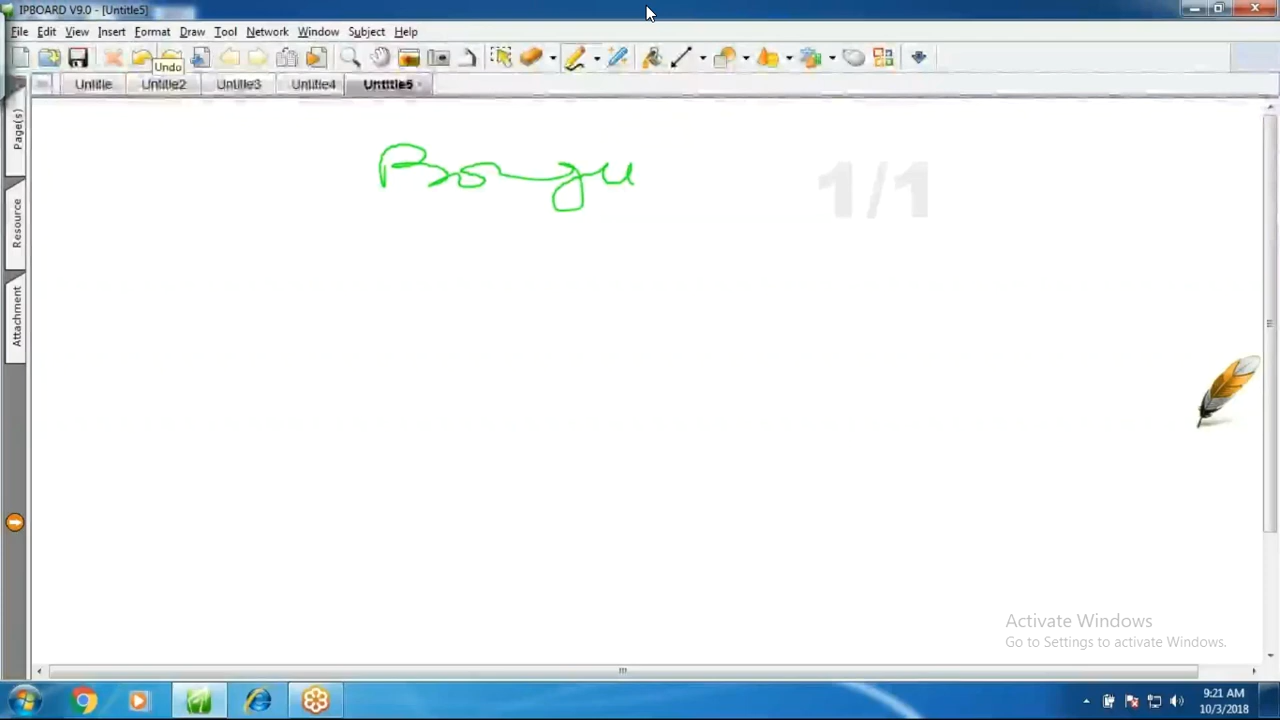 IPBOARD V9.0 - [Untitle5]
File Edit View Insert Format Draw Tool Network Window Subject Help
Undo
Untitle Untitle2 Untitle3 Untitle4 Untitle5
Page(s)
Resource
Attachment
1/1
Activate Windows
Go to Settings to activate Windows.
9:21 AM
10/3/2018